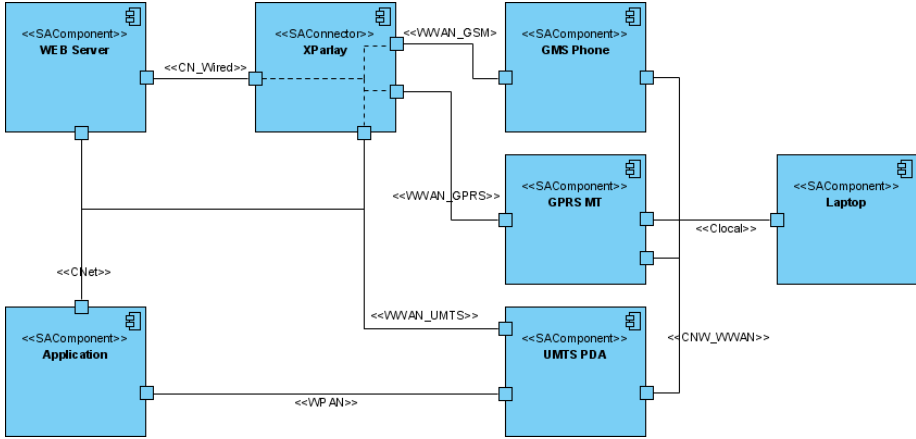 <<SAComponent>>
WEB Server
<<CN_Wired>>
<<SAConnector>>
XParlay
<<WWAN_GSM>
<<SAComponent>>
GMS Phone
<<WWAN_GPRS>>
<<SAComponent>>
GPRS MT
<<Clocal>>
<<SAComponent>>
Laptop
<<CNet>>
<<SAComponent>>
Application
<<WWAN_UMTS>>
<<SAComponent>>
UMTS PDA
<<CNW_WWAN>>
<<WPAN>>